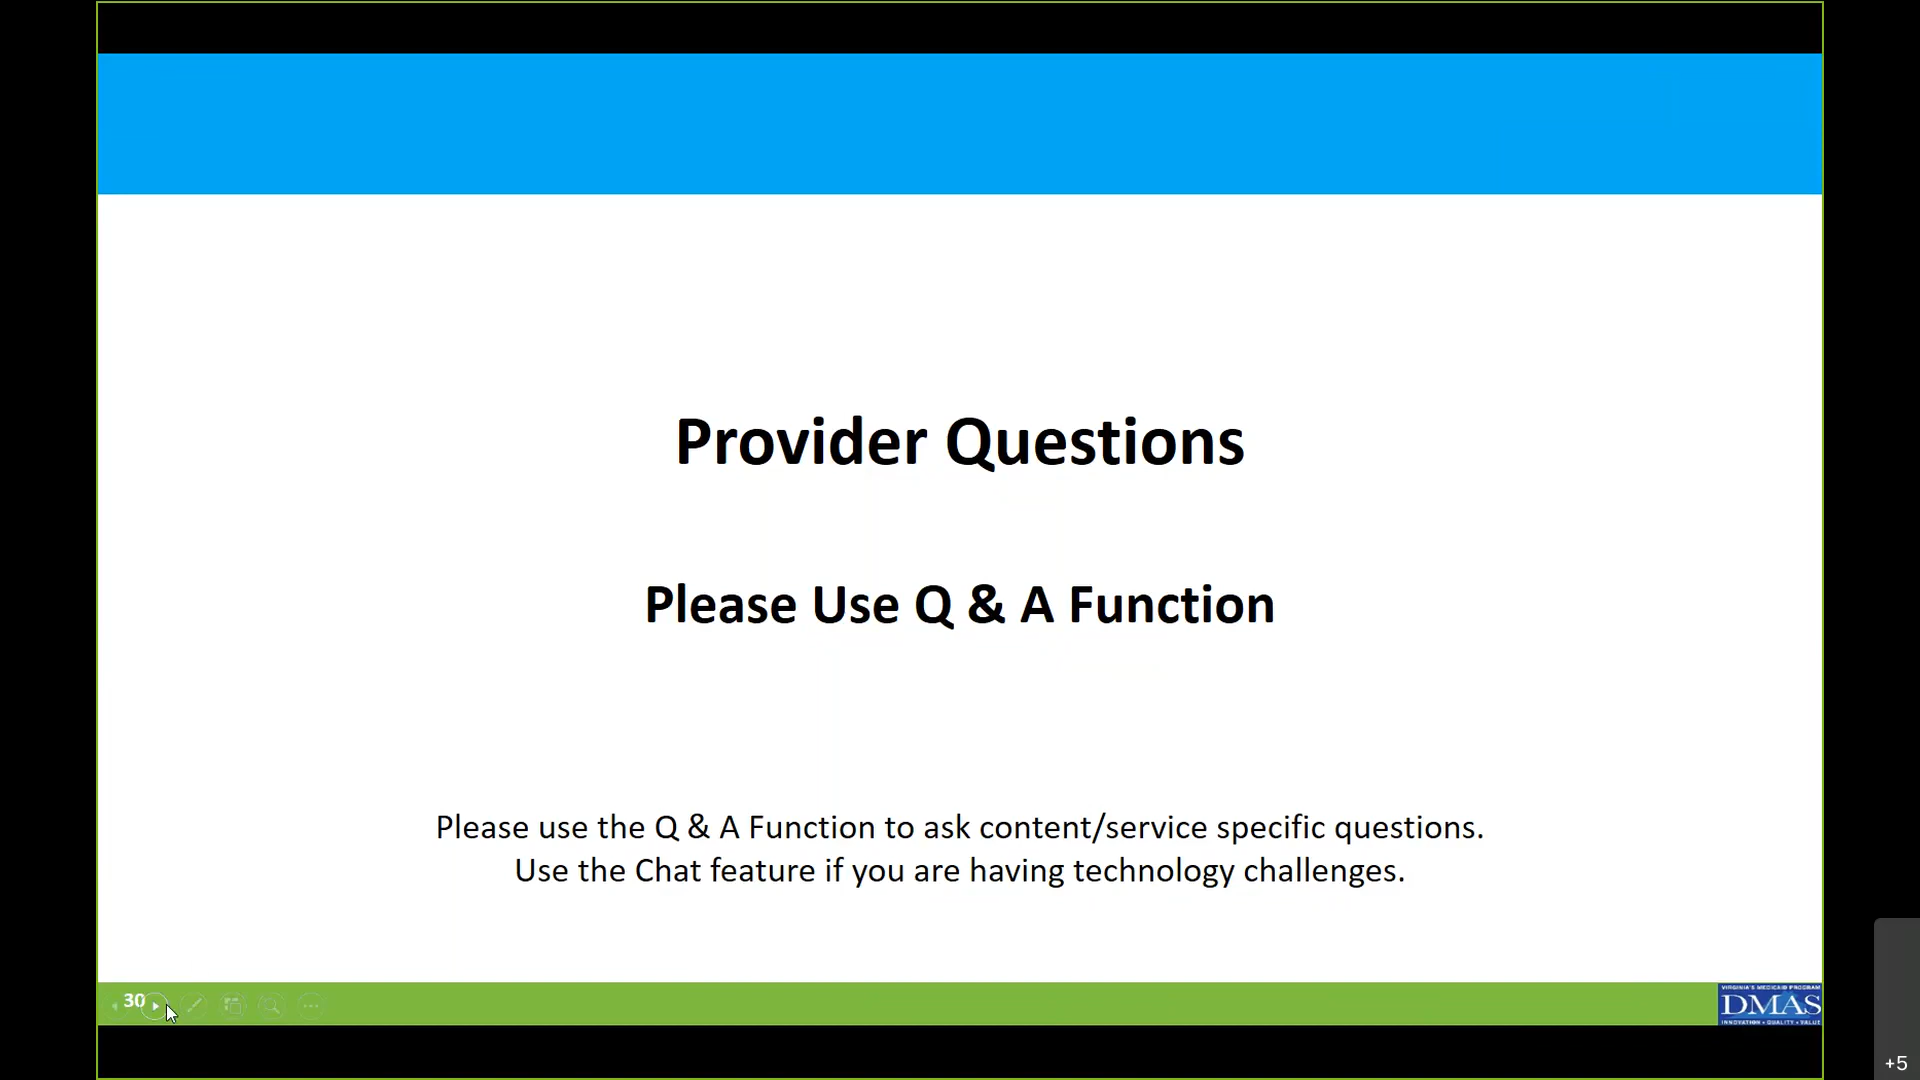 Provider Questions
Please Use Q & A Function
Please use the Q & A Function to ask content/service specific questions.
Use the Chat feature if you are having technology challenges.
30
VIRGINIA'S MEDICAID PROGRAM
DMAS
INNOVATION • QUALITY • VALUE
+5